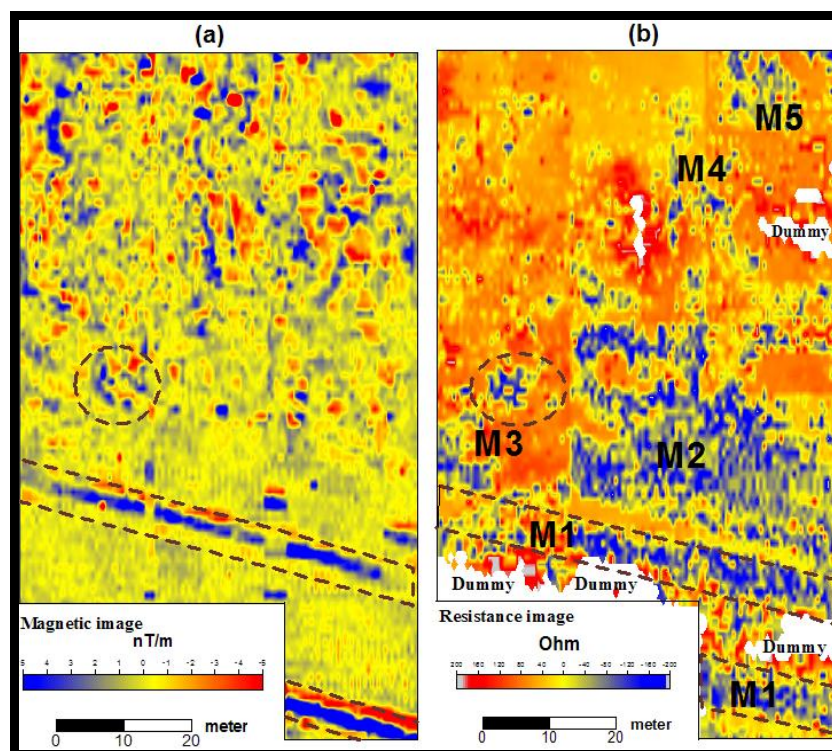 (a)
(b)
M5
M4
Dummy
M3
M2
M1
Dummy
Dummy
Dummy
M1
Magnetic image
nT/m
5 4 2 1 0 -1 -2 -4 -5
meter
0 10 20
Resistance image
Ohm
200 160 120 80 40 0 -40 -80 -120 -160 -200
meter
0 10 20